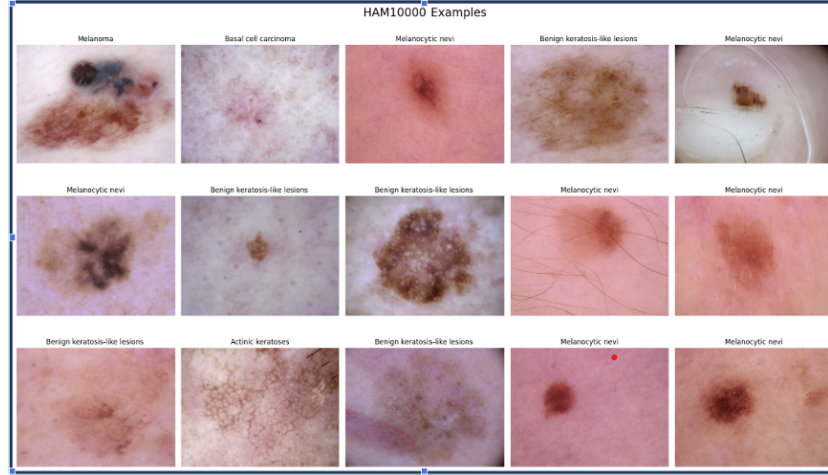 HAM10000 Examples
Melanoma
Basal cell carcinoma
Melanocytic nevi
Benign keratosis-like lesions
Melanocytic nevi
Melanocytic nevi
Benign keratosis-like lesions
Benign keratosis-like lesions
Melanocytic nevi
Melanocytic nevi
Benign keratosis-like lesions
Actinic keratoses
Benign keratosis-like lesions
Melanocytic nevi
Melanocytic nevi